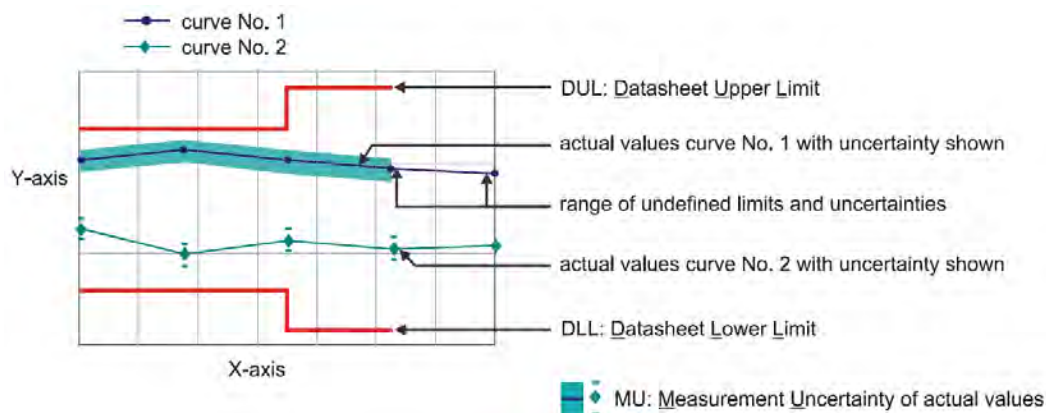 curve No. 1
curve No. 2
DUL: Datasheet Upper Limit
actual values curve No. 1 with uncertainty shown
Y-axis
range of undefined limits and uncertainties
actual values curve No. 2 with uncertainty shown
DLL: Datasheet Lower Limit
X-axis
MU: Measurement Uncertainty of actual values